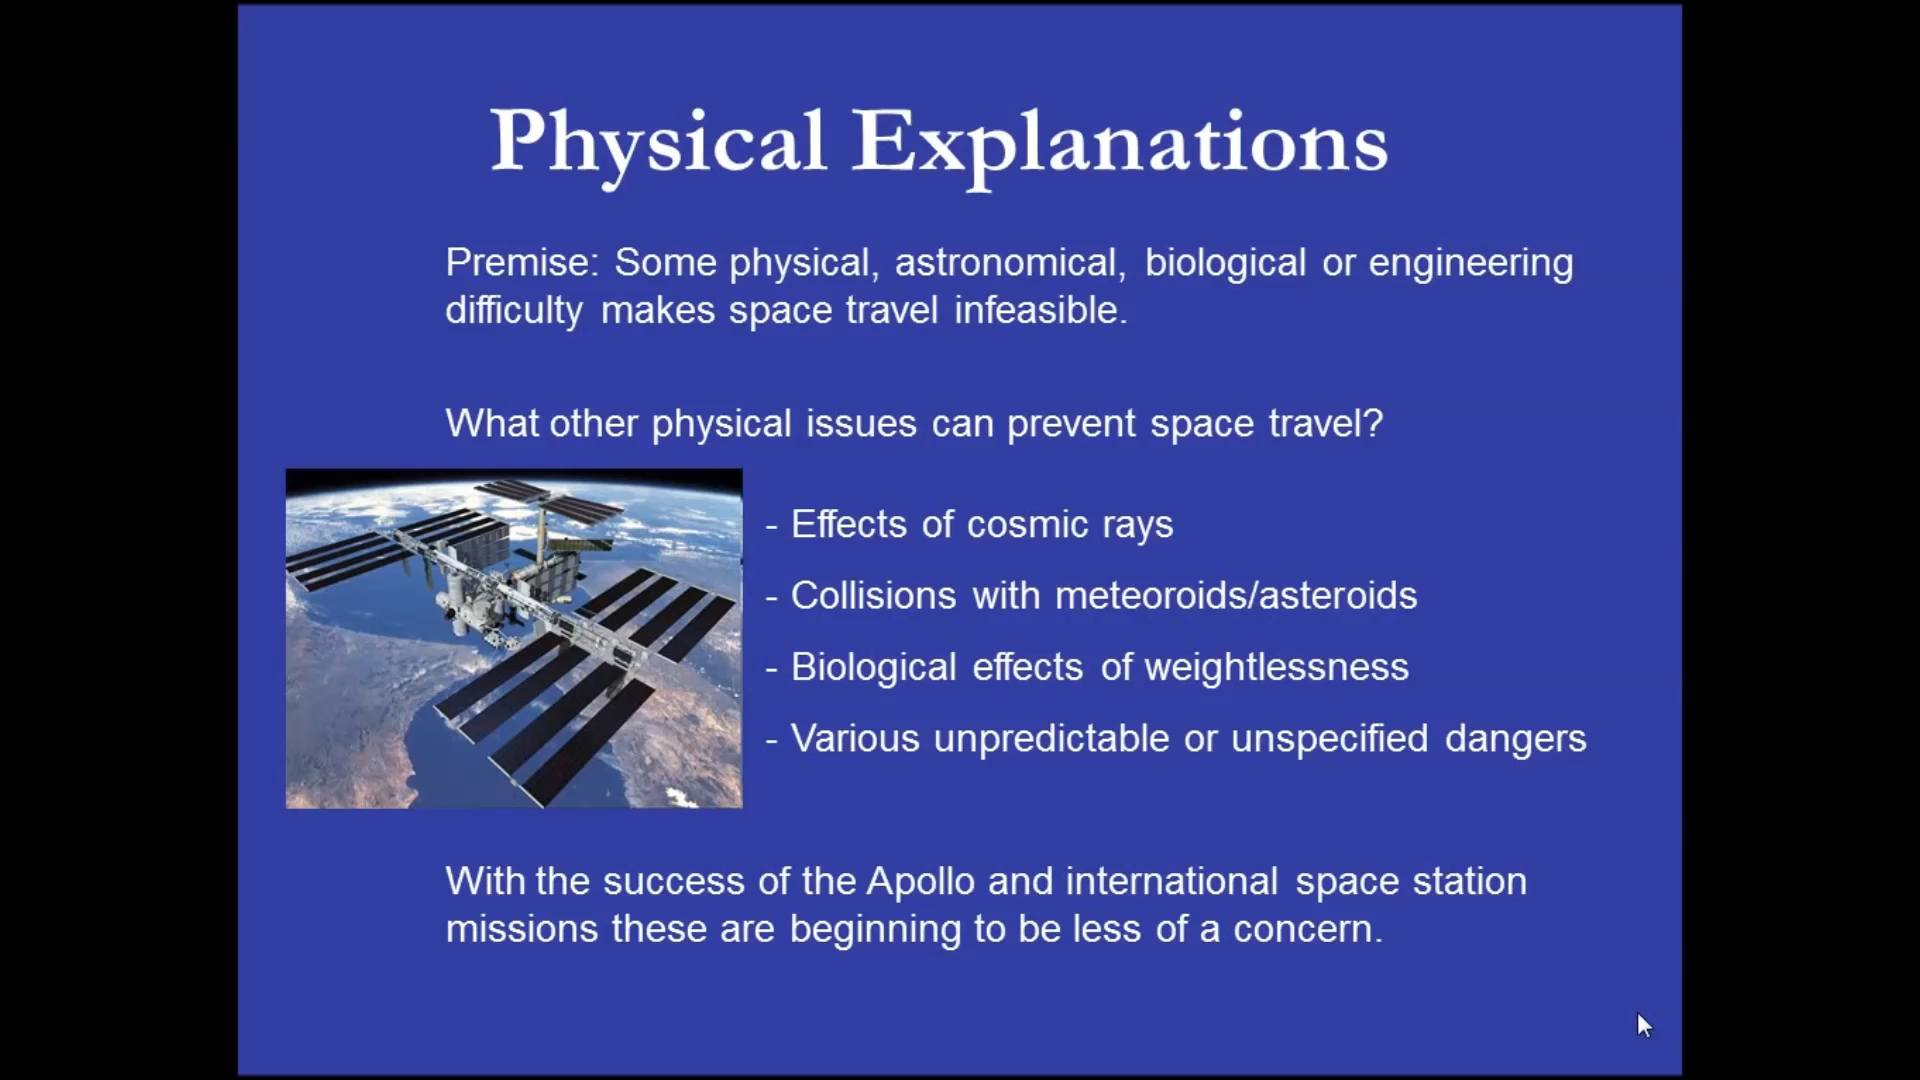 Physical Explanations
Premise: Some physical, astronomical, biological or engineering
difficulty makes space travel infeasible.
What other physical issues can prevent space travel?
- Effects of cosmic rays
- Collisions with meteoroids/asteroids
- Biological effects of weightlessness
- Various unpredictable or unspecified dangers
With the success of the Apollo and international space station
missions these are beginning to be less of a concern.